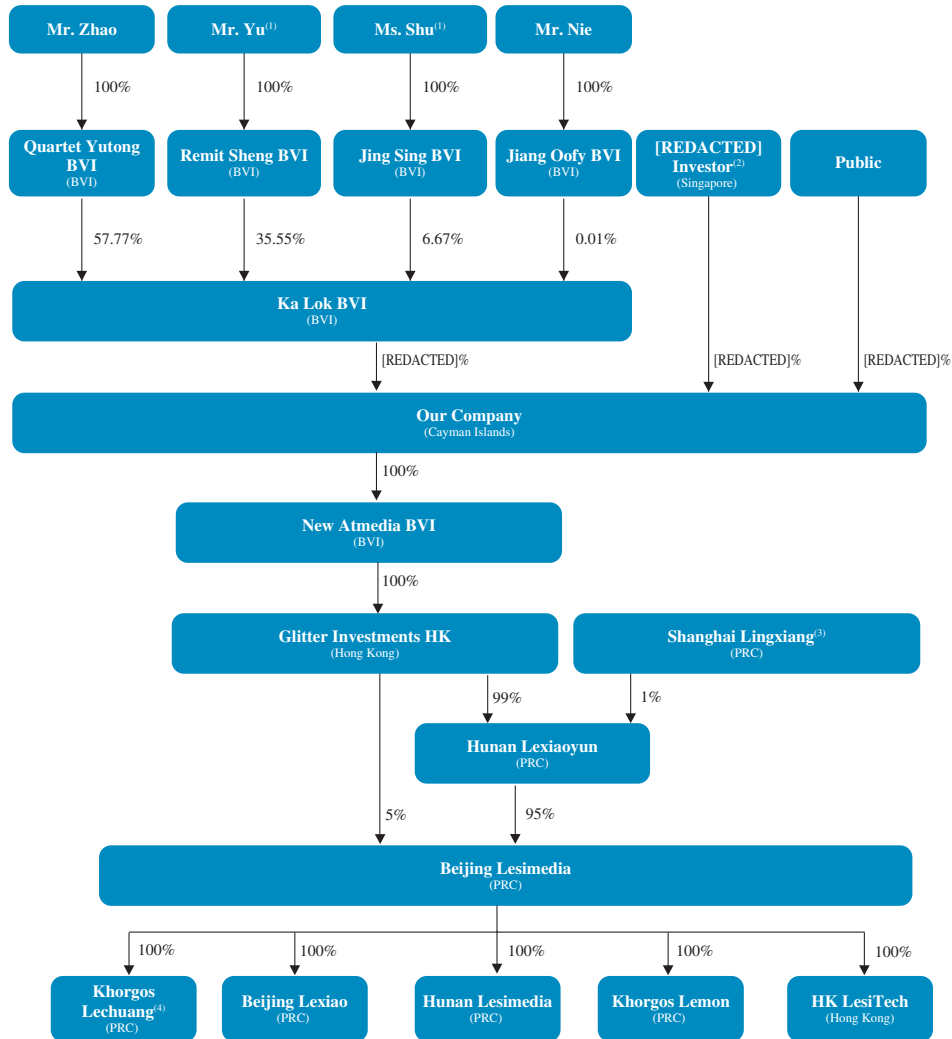 Mr. Zhao
Mr. Yu(1)
Ms. Shu(1)
Mr. Nie
100%
100%
100%
100%
Quartet Yutong
BVI
(BVI)
Remit Sheng BVI
(BVI)
Jing Sing BVI
(BVI)
Jiang Oofy BVI
(BVI)
[REDACTED]
Investor(2)
(Singapore)
Public
57.77%
35.55%
6.67%
0.01%
Ka Lok BVI
(BVI)
[REDACTED]%
[REDACTED]%
[REDACTED]%
Our Company
(Cayman Islands)
100%
New Atmedia BVI
(BVI)
100%
Glitter Investments HK
(Hong Kong)
Shanghai Lingxiang(3)
(PRC)
99%
1%
Hunan Lexiaoyun
(PRC)
5%
95%
Beijing Lesimedia
(PRC)
100%
100%
100%
100%
100%
Khorgos
Lechuang(4)
(PRC)
Beijing Lexiao
(PRC)
Hunan Lesimedia
(PRC)
Khorgos Lemon
(PRC)
HK LesiTech
(Hong Kong)